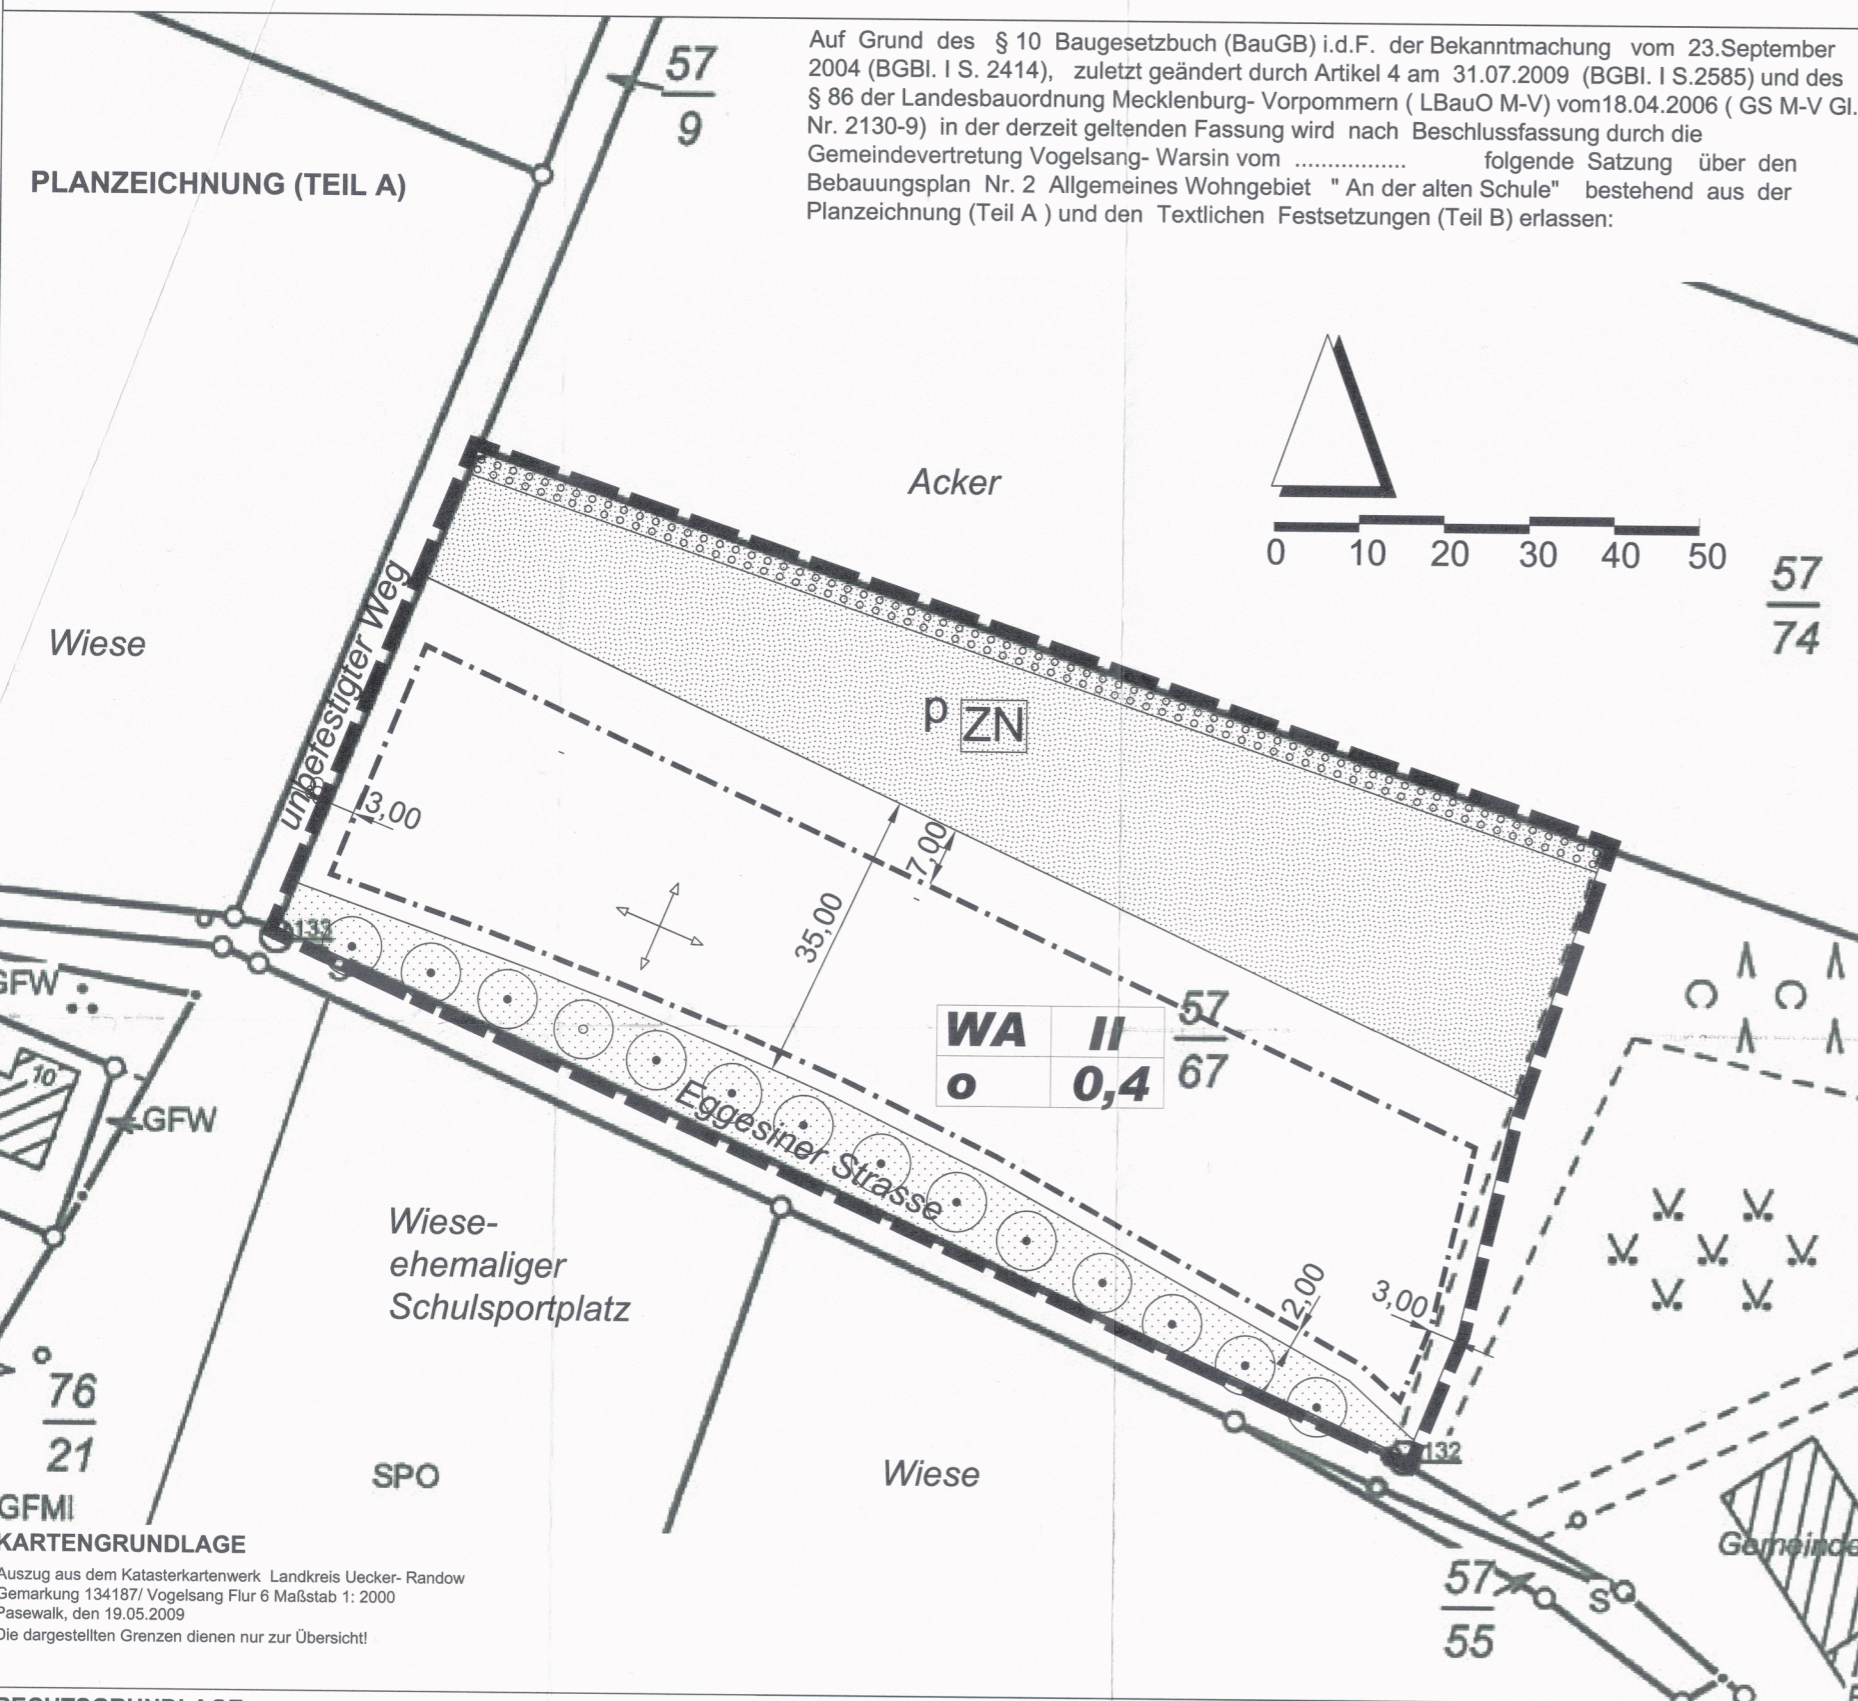 Auf Grund des § 10 Baugesetzbuch (BauGB) i.d.F. der Bekanntmachung vom 23.September
2004 (BGBl. I S. 2414), zuletzt geändert durch Artikel 4 am 31.07.2009 (BGBl. I S.2585) und des
§ 86 der Landesbauordnung Mecklenburg- Vorpommern ( LBauO M-V) vom18.04.2006 ( GS M-V Gl.
Nr. 2130-9) in der derzeit geltenden Fassung wird nach Beschlussfassung durch die
Gemeindevertretung Vogelsang- Warsin vom ................. folgende Satzung über den
Bebauungsplan Nr. 2 Allgemeines Wohngebiet " An der alten Schule" bestehend aus der
Planzeichnung (Teil A ) und den Textlichen Festsetzungen (Teil B) erlassen:
57
9
PLANZEICHNUNG (TEIL A)
Acker
0 10 20 30 40 50
57
74
Wiese
unbefestigter Weg
p ZN
3,00
7,00
35,00
133
GFW
S
WA II
o 0,4
57
67
10
GFW
Eggesiner Strasse
Wiese-
ehemaliger
Schulsportplatz
2,00
3,00
76
21
132
SPO
Wiese
GFMI
KARTENGRUNDLAGE
Auszug aus dem Katasterkartenwerk Landkreis Uecker- Randow
Gemarkung 134187/ Vogelsang Flur 6 Maßstab 1: 2000
Pasewalk, den 19.05.2009
Die dargestellten Grenzen dienen nur zur Übersicht!
Gemeinde
57
55
S